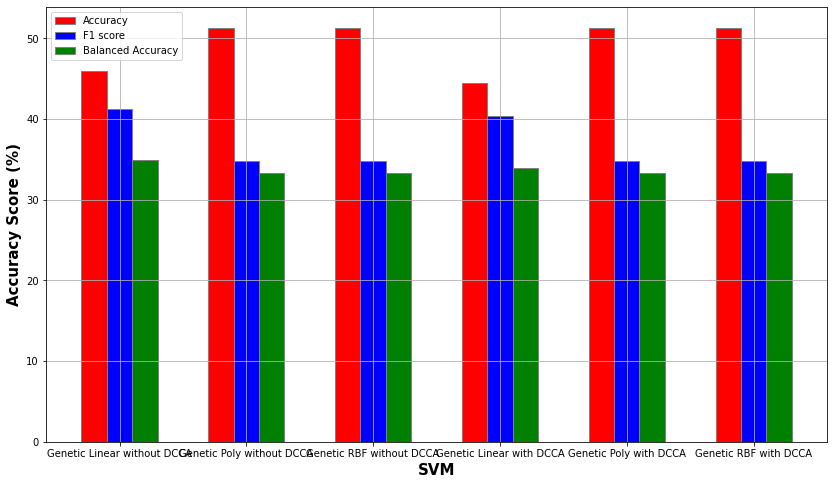 Accuracy
F1 score
Balanced Accuracy
50
40
30
20
10
0
Accuracy Score (%)
Genetic Linear without DCCA Genetic Poly without DCCA Genetic RBF without DCCA Genetic Linear with DCCA Genetic Poly with DCCA Genetic RBF with DCCA
SVM